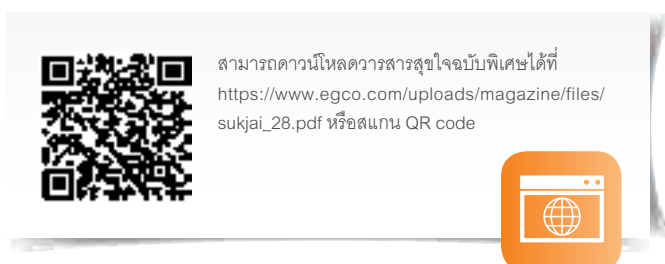 สามารถดาวน์โหลดวารสารสุขใจฉบับพิเศษได้ที่
https://www.egco.com/uploads/magazine/files/
sukjai_28.pdf หรือสแกน QR code